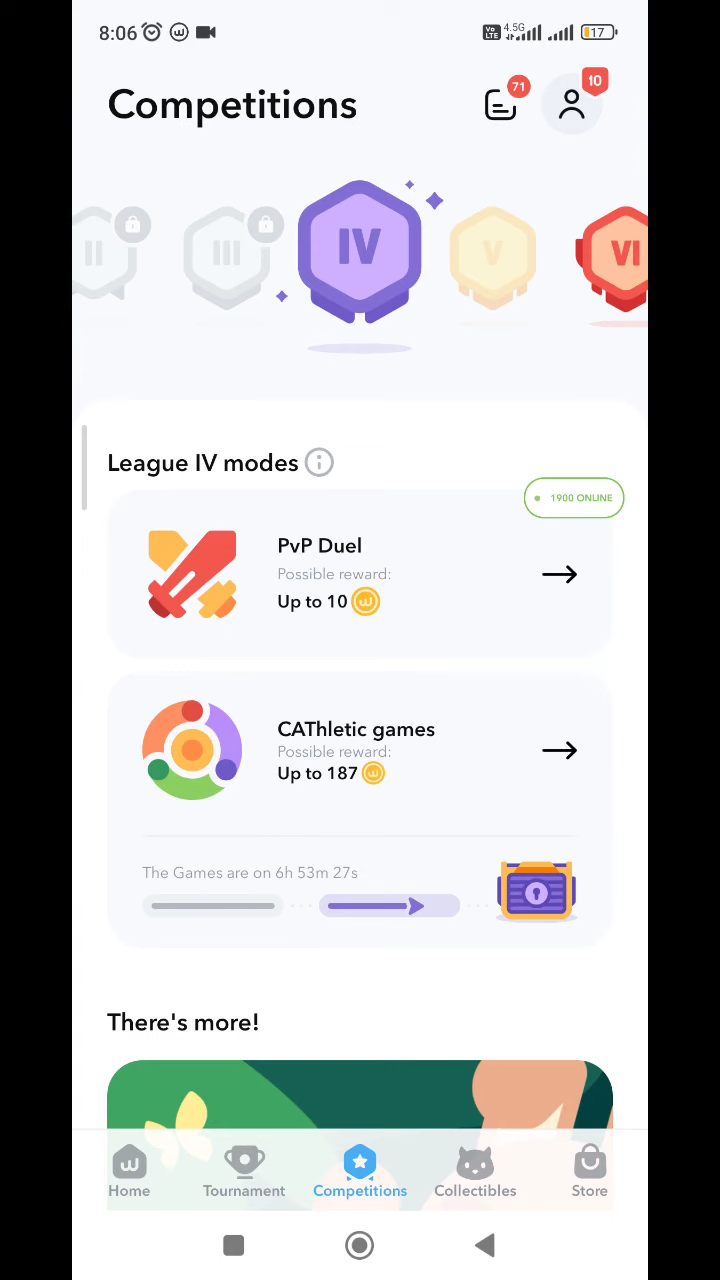 8:06
Vo LTE 4.5G 17
Competitions
71
10
II
III
IV
V
VI
League IV modes
1900 ONLINE
PvP Duel
Possible reward:
Up to 10
CAThletic games
Possible reward:
Up to 187
The Games are on 6h 53m 27s
There's more!
Home Tournament Competitions Collectibles Store